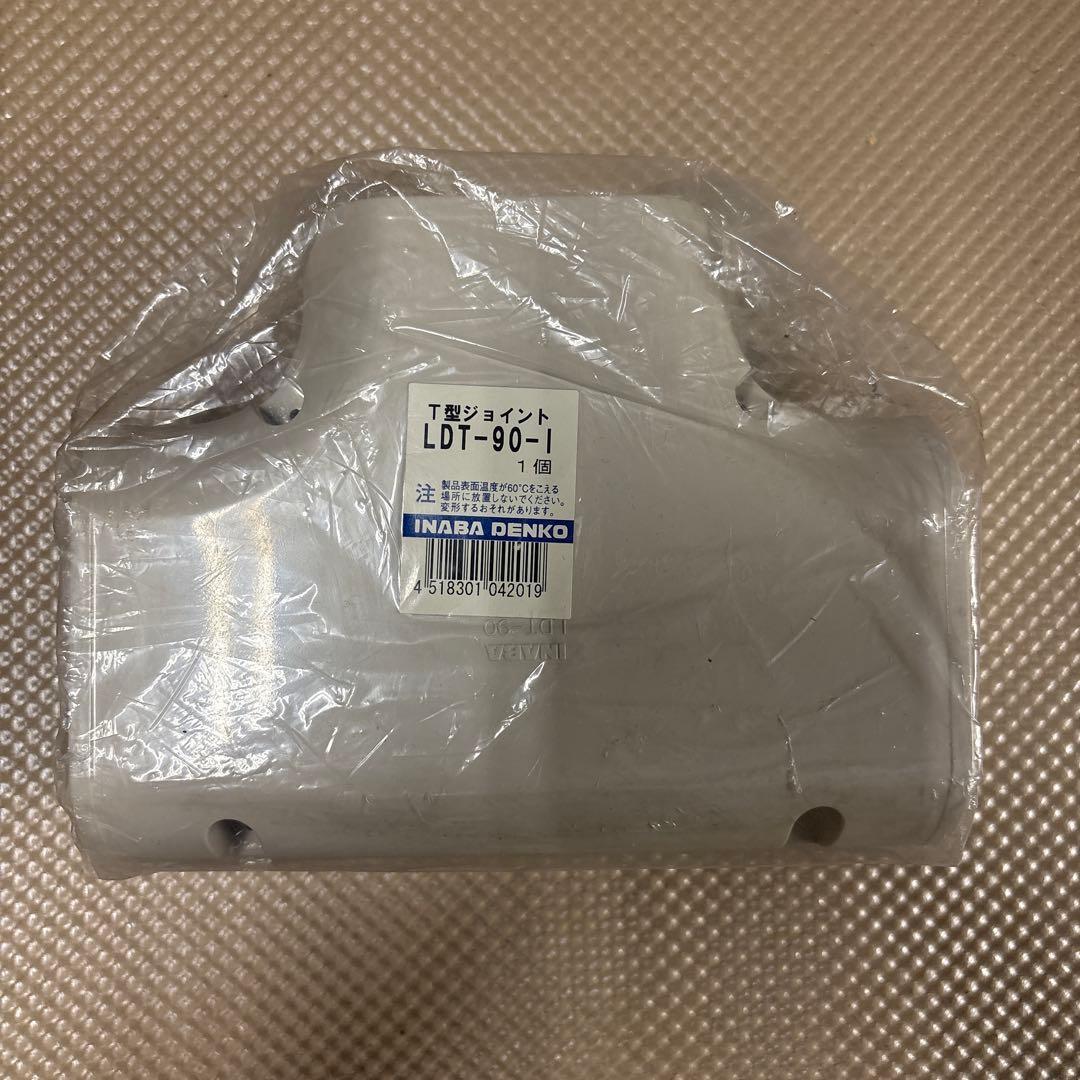 T型ジョイント
LDT-90-I
1個
注 製品表面温度が60℃をこえる
場所に放置しないでください。
変形するおそれがあります。
INABA DENKO
4 518301 042019
LDT-90
INABA